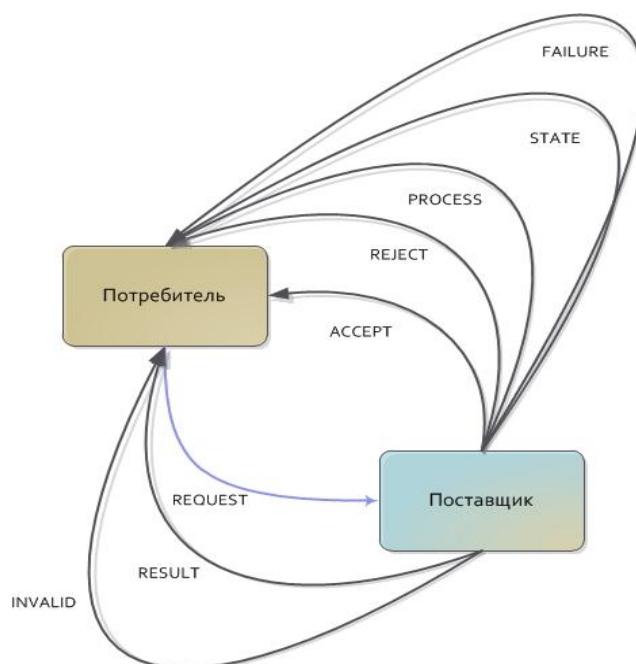 FAILURE
STATE
PROCESS
REJECT
Потребитель
ACCEPT
REQUEST
Поставщик
RESULT
INVALID